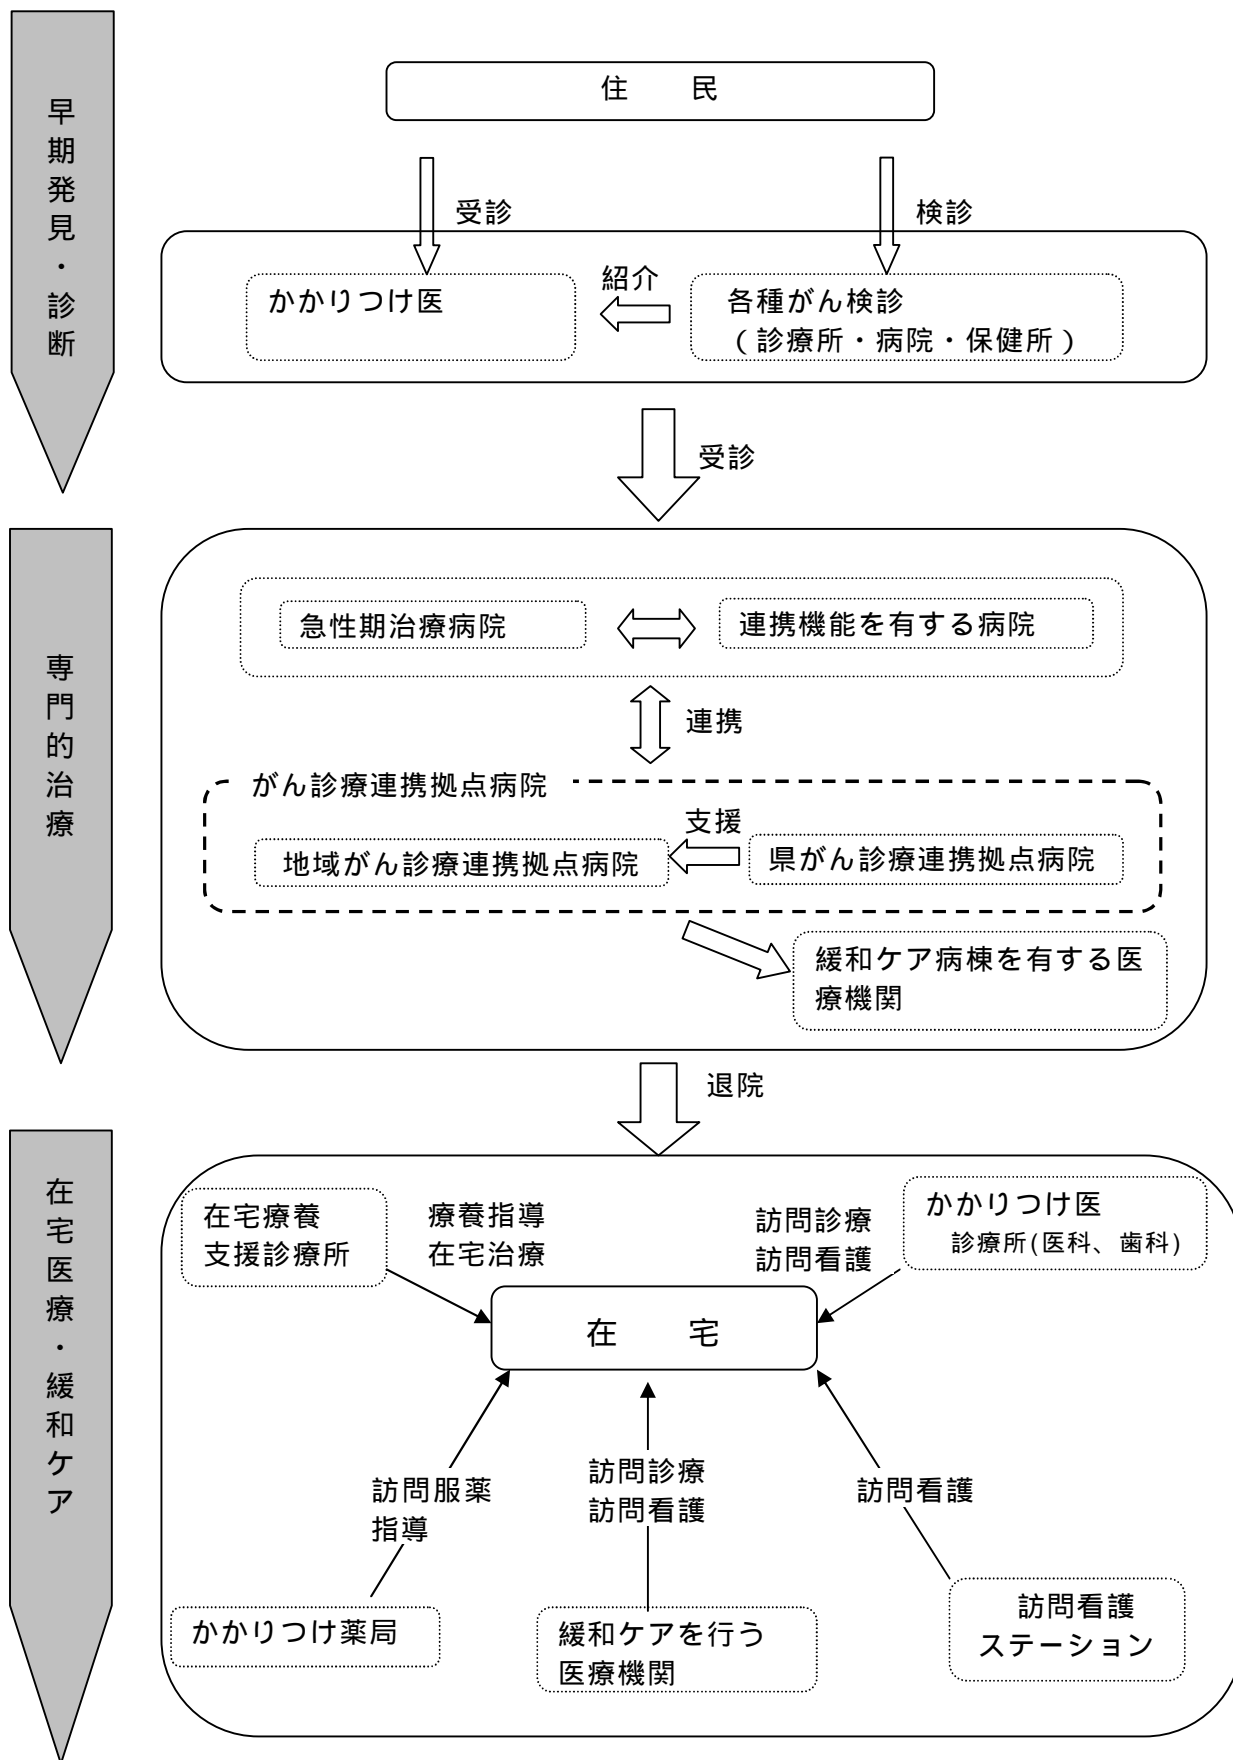 早期発見・診断
住　　民
受診
検診
かかりつけ医
紹介
各種がん検診
（診療所・病院・保健所）
受診
専門的治療
急性期治療病院
連携機能を有する病院
連携
がん診療連携拠点病院
支援
地域がん診療連携拠点病院
県がん診療連携拠点病院
緩和ケア病棟を有する医
療機関
退院
在宅医療・緩和ケア
在宅療養
支援診療所
療養指導
在宅治療
訪問診療
訪問看護
かかりつけ医
診療所(医科、歯科)
在　　宅
訪問服薬
指導
訪問診療
訪問看護
訪問看護
かかりつけ薬局
緩和ケアを行う
医療機関
訪問看護
ステーション